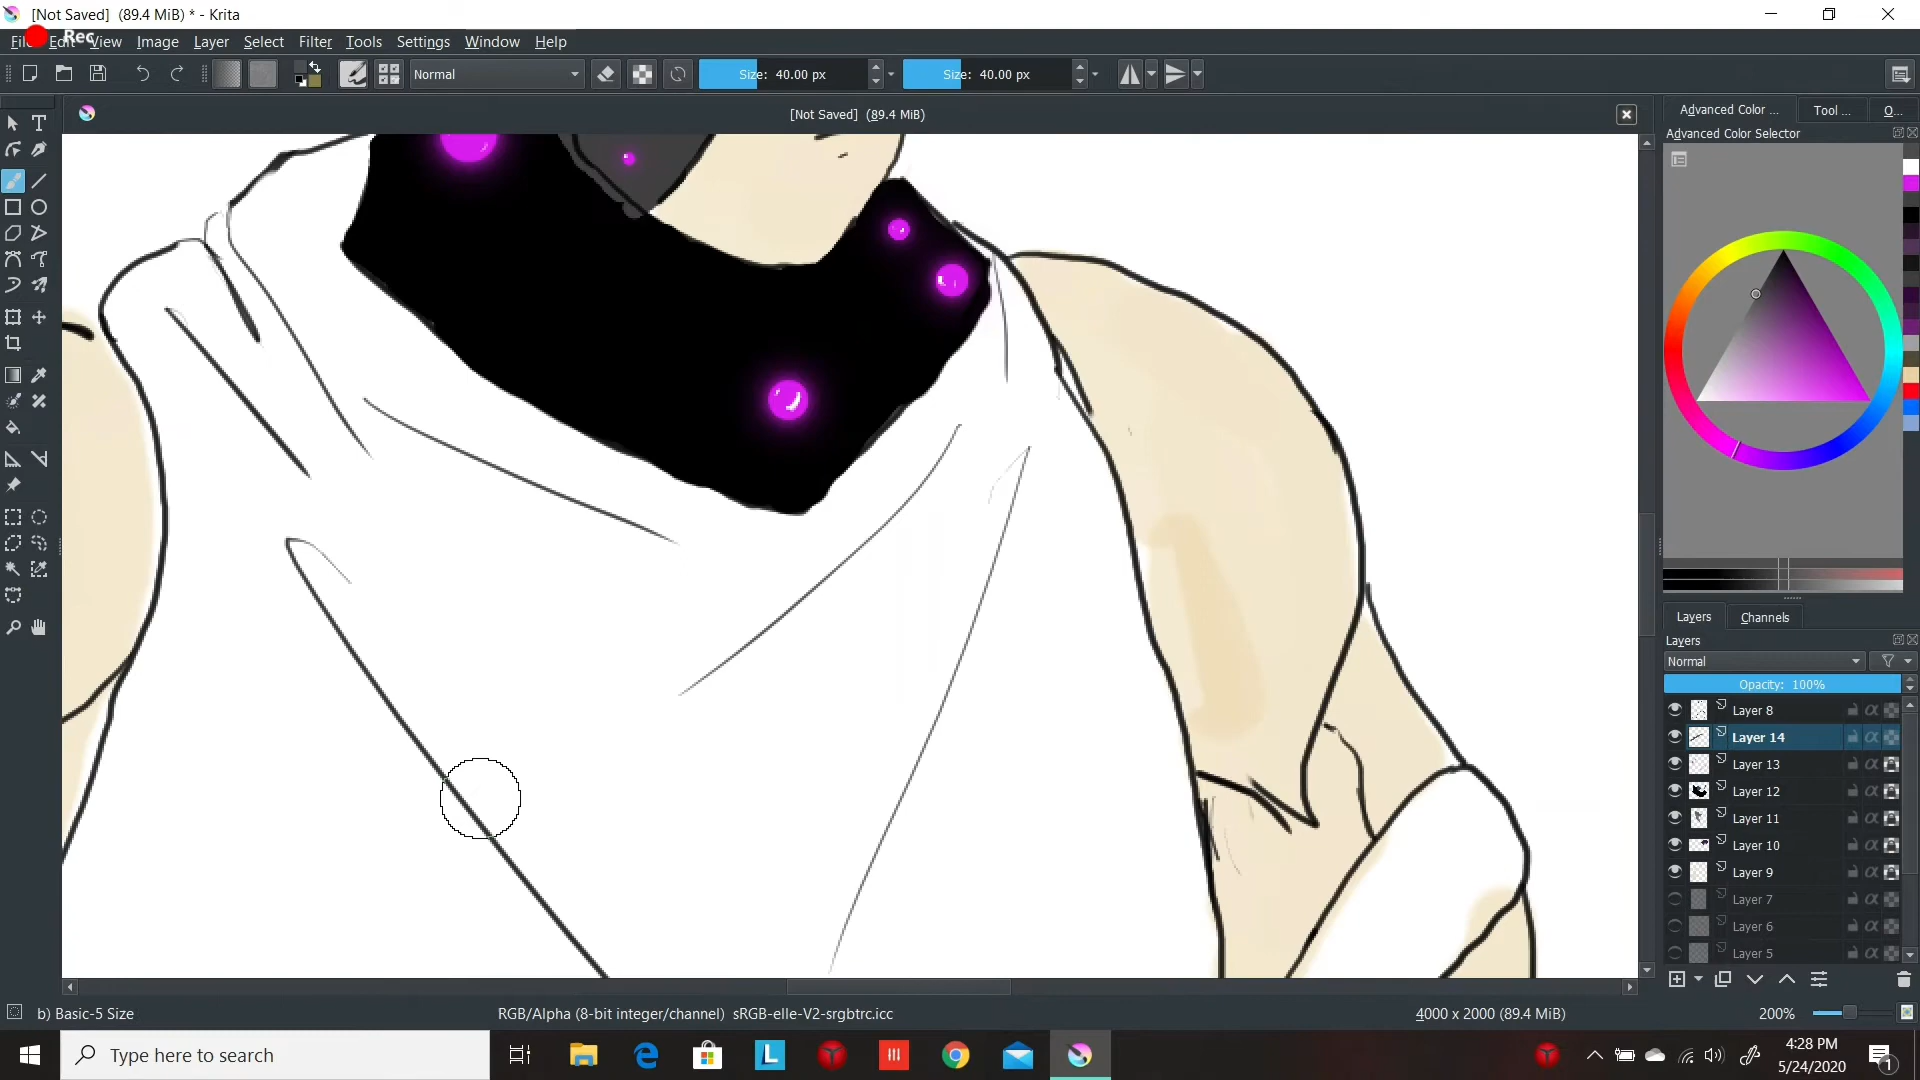 [Not Saved]  (89.4 MiB) * - Krita
Rec
File Edit View Image Layer Select Filter Tools Settings Window Help
Normal Size: 40.00 px Size: 40.00 px
[Not Saved]  (89.4 MiB)
Advanced Color ... Tool ... O...
Advanced Color Selector
Layers Channels
Layers
Normal
Opacity: 100%
Layer 8
Layer 14
Layer 13
Layer 12
Layer 11
Layer 10
Layer 9
Layer 7
Layer 6
Layer 5
b) Basic-5 Size RGB/Alpha (8-bit integer/channel)  sRGB-elle-V2-srgbtrc.icc 4000 x 2000 (89.4 MiB) 200%
Type here to search
4:28 PM
5/24/2020
1